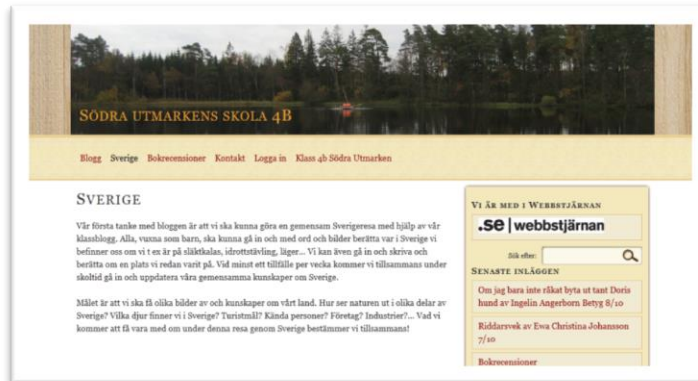 SÖDRA UTMARKENS SKOLA 4B
Blogg Sverige Bokrecensioner Kontakt Logga in Klass 4b Södra Utmarken
SVERIGE
Vår första tanke med bloggen är att vi ska kunna göra en gemensam Sverigeresa med hjälp av vår
klassblogg. Alla, vuxna som barn, ska kunna gå in och med ord och bilder berätta var i Sverige vi
befinner oss om vi t ex är på släktkalas, idrottstävling, läger... Vi kan även gå in och skriva och
berätta om en plats vi redan varit på. Vid minst ett tillfälle per vecka kommer vi tillsammans under
skoltid gå in och uppdatera våra gemensamma kunskaper om Sverige.
Målet är att vi ska få olika bilder av och kunskaper om vårt land. Hur ser naturen ut i olika delar av
Sverige? Vilka djur finner vi i Sverige? Turistmål? Kända personer? Företag? Industrier?... Vad vi
kommer att få vara med om under denna resa genom Sverige bestämmer vi tillsammans!
VI ÄR MED I WEBBSTJÄRNAN
.se | webbstjärnan
Sök efter:
SENASTE INLÄGGEN
Om jag bara inte råkat byta ut tant Doris
hund av Ingelin Angerborn Betyg 8/10
Riddarsvek av Ewa Christina Johansson
7/10
Bokrecensioner